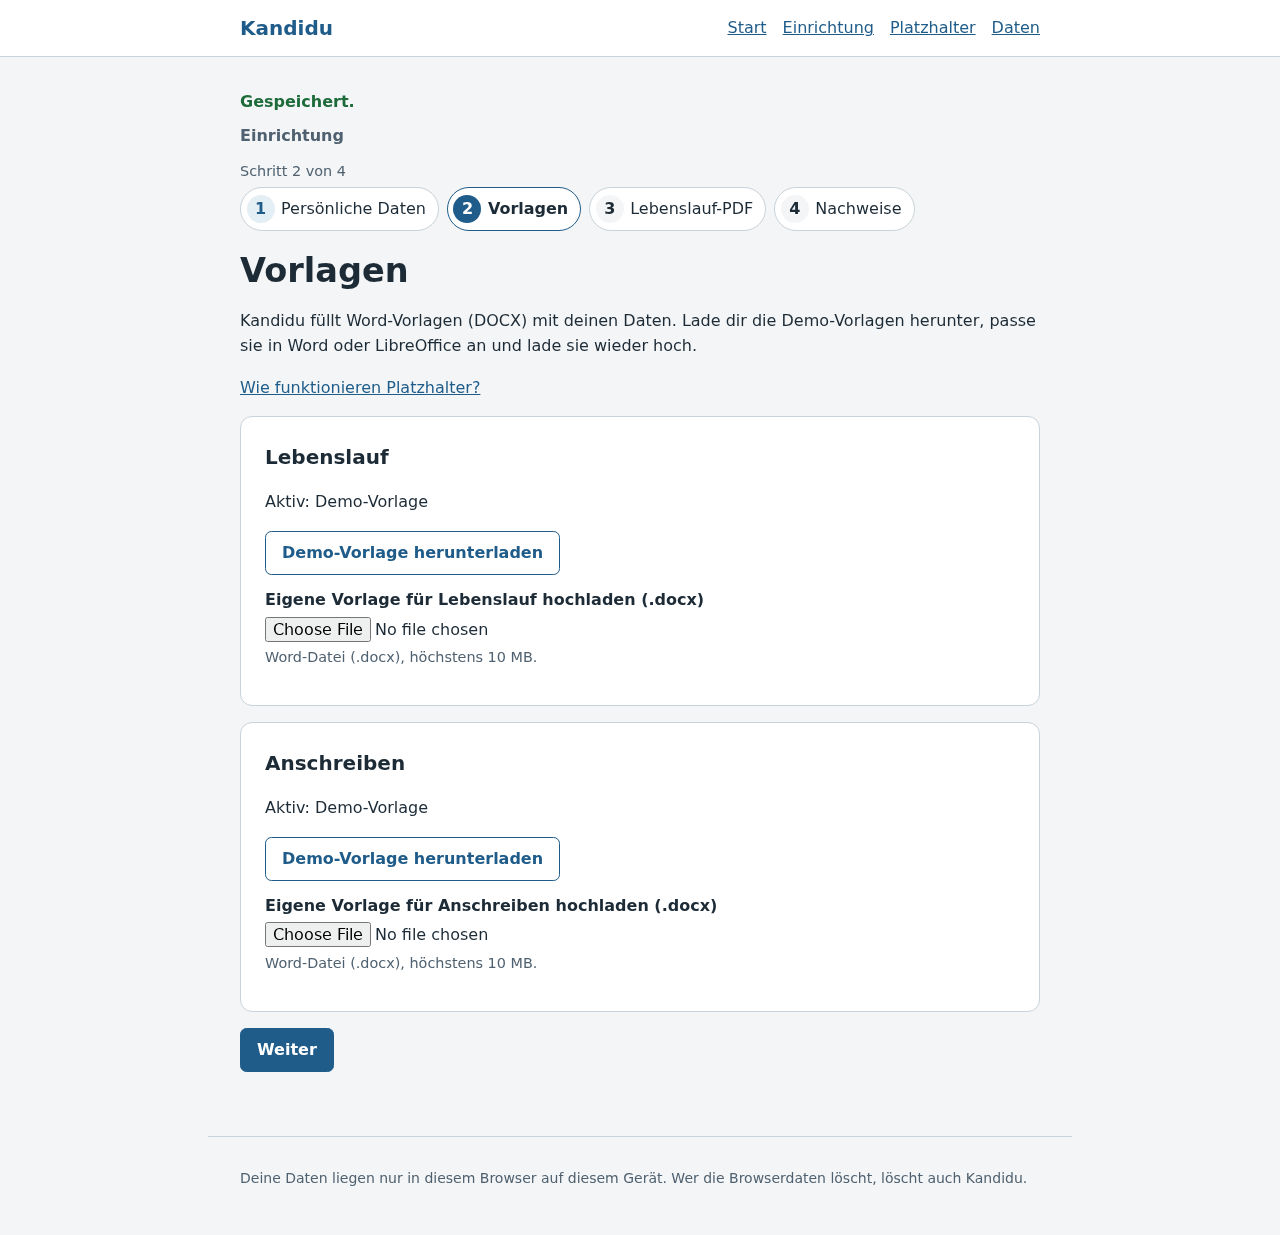 Kandidu
Start Einrichtung Platzhalter Daten
Gespeichert.
Einrichtung
Schritt 2 von 4
1 Persönliche Daten 2 Vorlagen 3 Lebenslauf-PDF 4 Nachweise
Vorlagen
Kandidu füllt Word-Vorlagen (DOCX) mit deinen Daten. Lade dir die Demo-Vorlagen herunter, passe
sie in Word oder LibreOffice an und lade sie wieder hoch.
Wie funktionieren Platzhalter?
Lebenslauf
Aktiv: Demo-Vorlage
Demo-Vorlage herunterladen
Eigene Vorlage für Lebenslauf hochladen (.docx)
Choose File No file chosen
Word-Datei (.docx), höchstens 10 MB.
Anschreiben
Aktiv: Demo-Vorlage
Demo-Vorlage herunterladen
Eigene Vorlage für Anschreiben hochladen (.docx)
Choose File No file chosen
Word-Datei (.docx), höchstens 10 MB.
Weiter
Deine Daten liegen nur in diesem Browser auf diesem Gerät. Wer die Browserdaten löscht, löscht auch Kandidu.